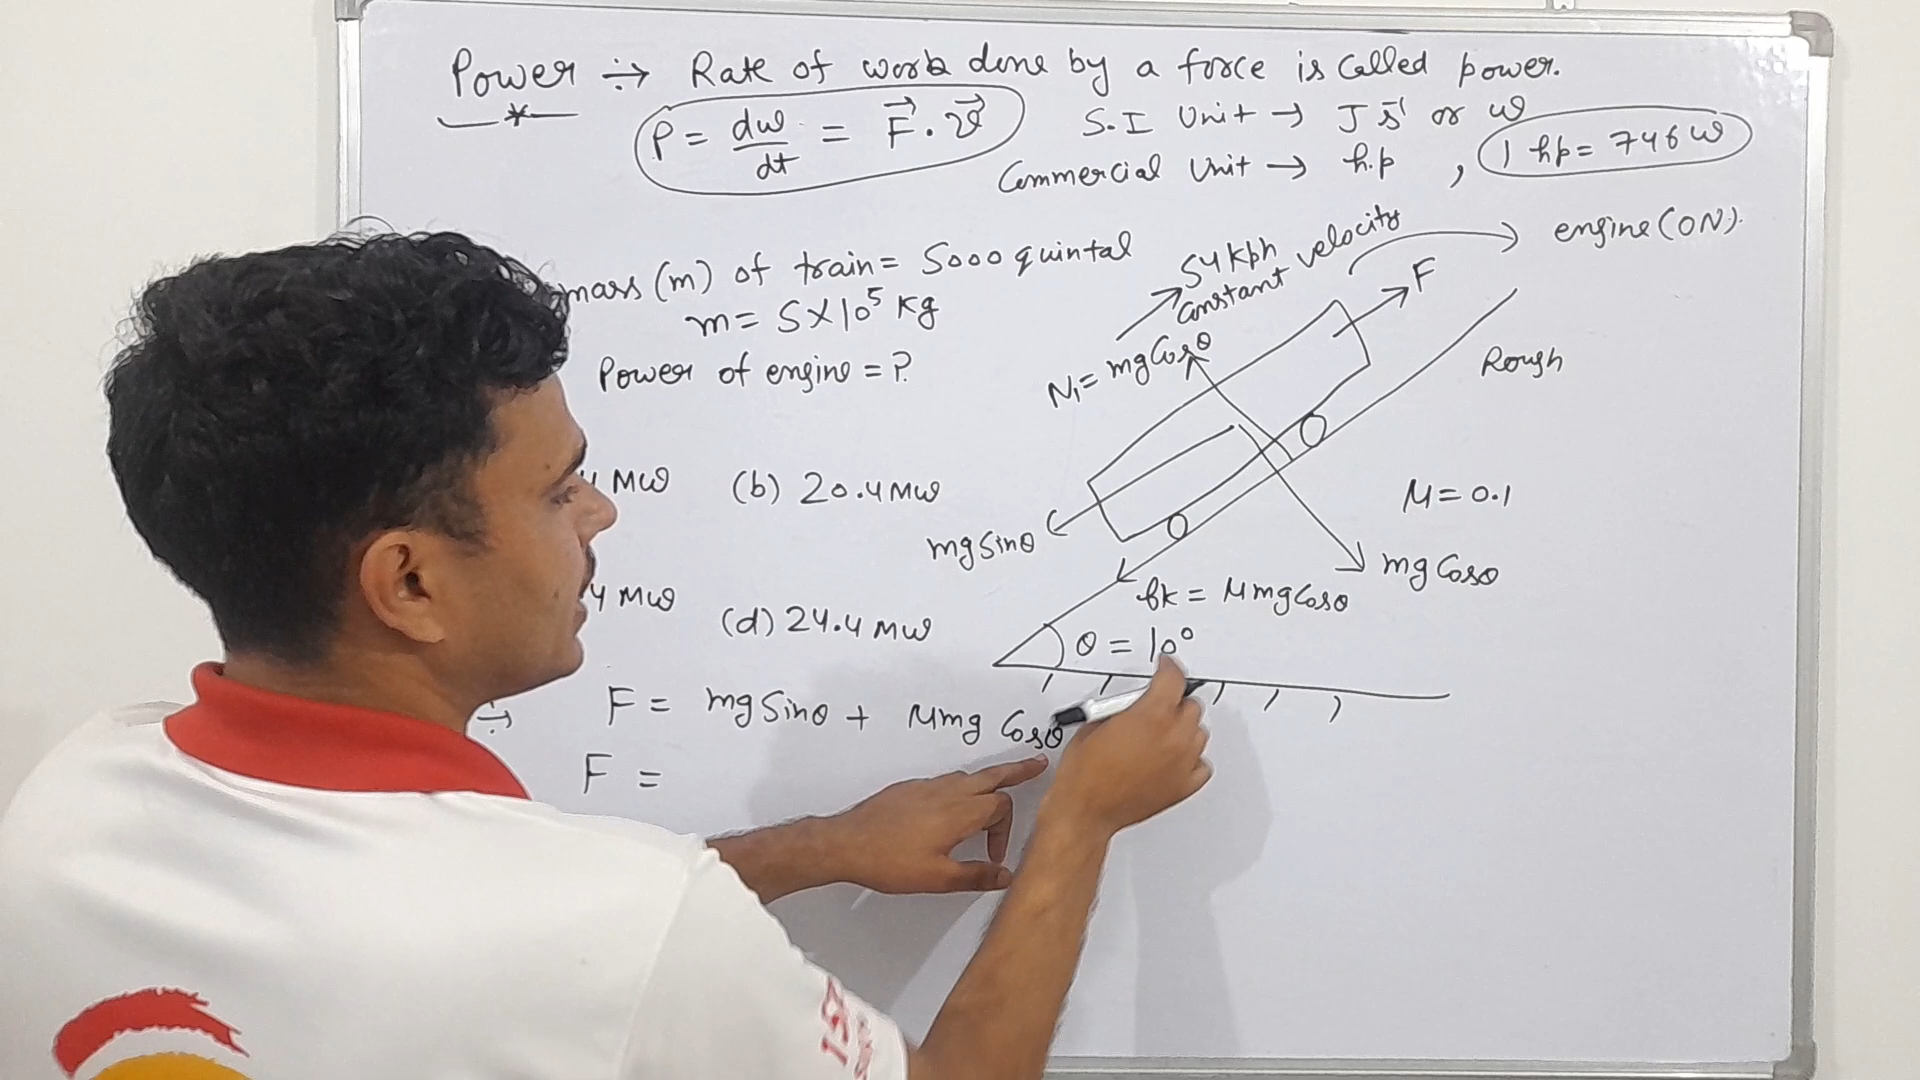 Power ÷→ Rate of work done by a force is called power.
P = dw/dt = F⃗ . v⃗
S.I Unit → J s⁻¹ or W
Commercial Unit → h.p , 1 hp = 746 W
mass (m) of train = 5000 quintal
m = 5×10⁵ kg
Power of engine = ?
54 kph
constant velocity
engine (ON).
F
N₁ = mg Cosθ
Rough
MW (b) 20.4 MW
μ = 0.1
mg Sinθ
mg Cosθ
fk = μmgCosθ
4 MW (d) 24.4 MW
θ = 10°
÷→ F = mg Sinθ + μmg Cosθ
F =